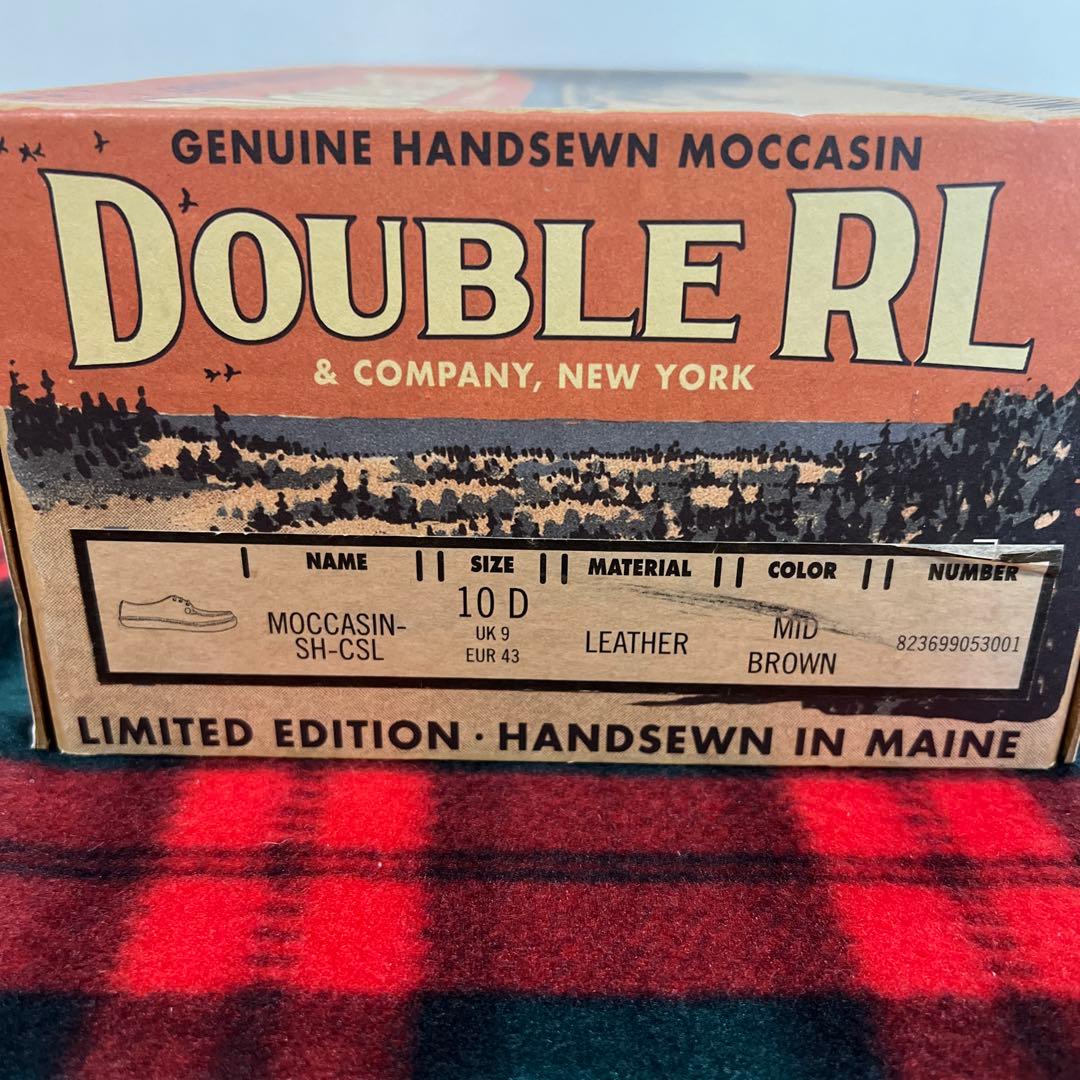 GENUINE HANDSEWN MOCCASIN
DOUBLE RL
& COMPANY, NEW YORK
NAME SIZE MATERIAL COLOR NUMBER
MOCCASIN-
SH-CSL
10 D
UK 9
EUR 43
LEATHER
MID
BROWN
823699053001
LIMITED EDITION · HANDSEWN IN MAINE